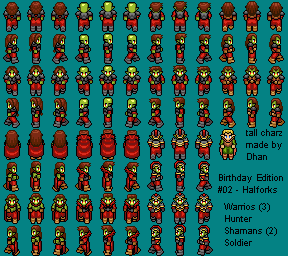 tall charz
made by
Dhan
Birthday Edition
#02 - Halforks
Warrios (3)
Hunter
Shamans (2)
Soldier